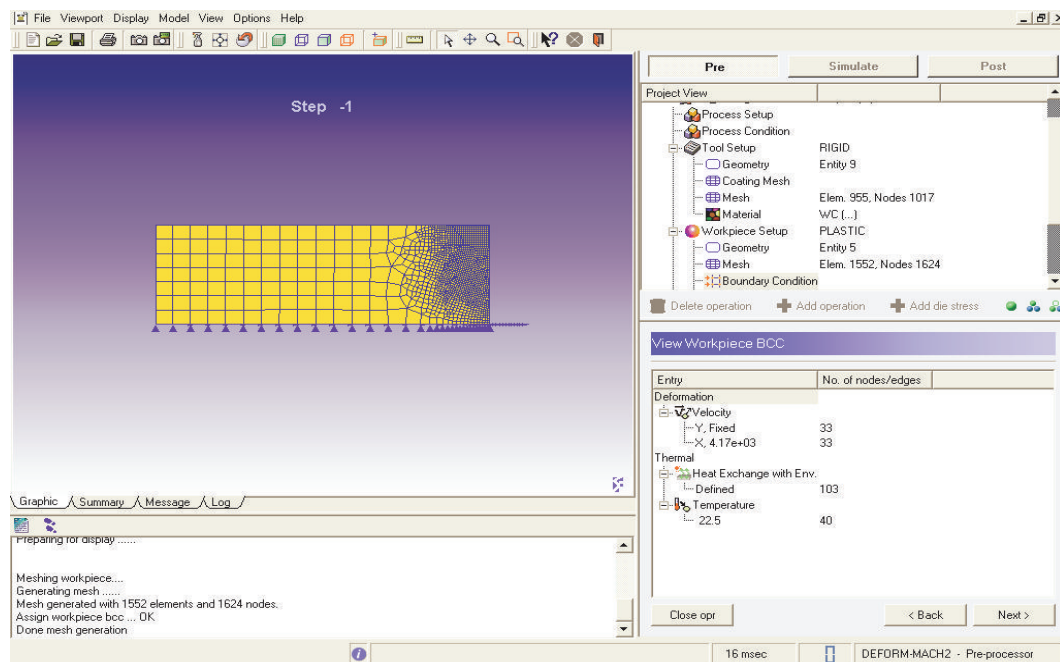 File Viewport Display Model View Options Help
Pre Simulate Post
Step -1
Project View
Process Setup
Process Condition
Tool Setup RIGID
Geometry Entity 9
Coating Mesh
Mesh Elem. 955, Nodes 1017
Material WC (...)
Workpiece Setup PLASTIC
Geometry Entity 5
Mesh Elem. 1552, Nodes 1624
Boundary Condition
Delete operation Add operation Add die stress
View Workpiece BCC
Entry No. of nodes/edges
Deformation
Velocity
Y, Fixed 33
X, 4.17e+03 33
Thermal
Heat Exchange with Env.
Defined 103
Temperature
22.5 40
Graphic Summary Message Log
Preparing for display ......
Meshing workpiece....
Generating mesh ......
Mesh generated with 1552 elements and 1624 nodes.
Assign workpiece bcc ... OK
Done mesh generation
Close opr < Back Next >
16 msec DEFORM-MACH2 - Pre-processor